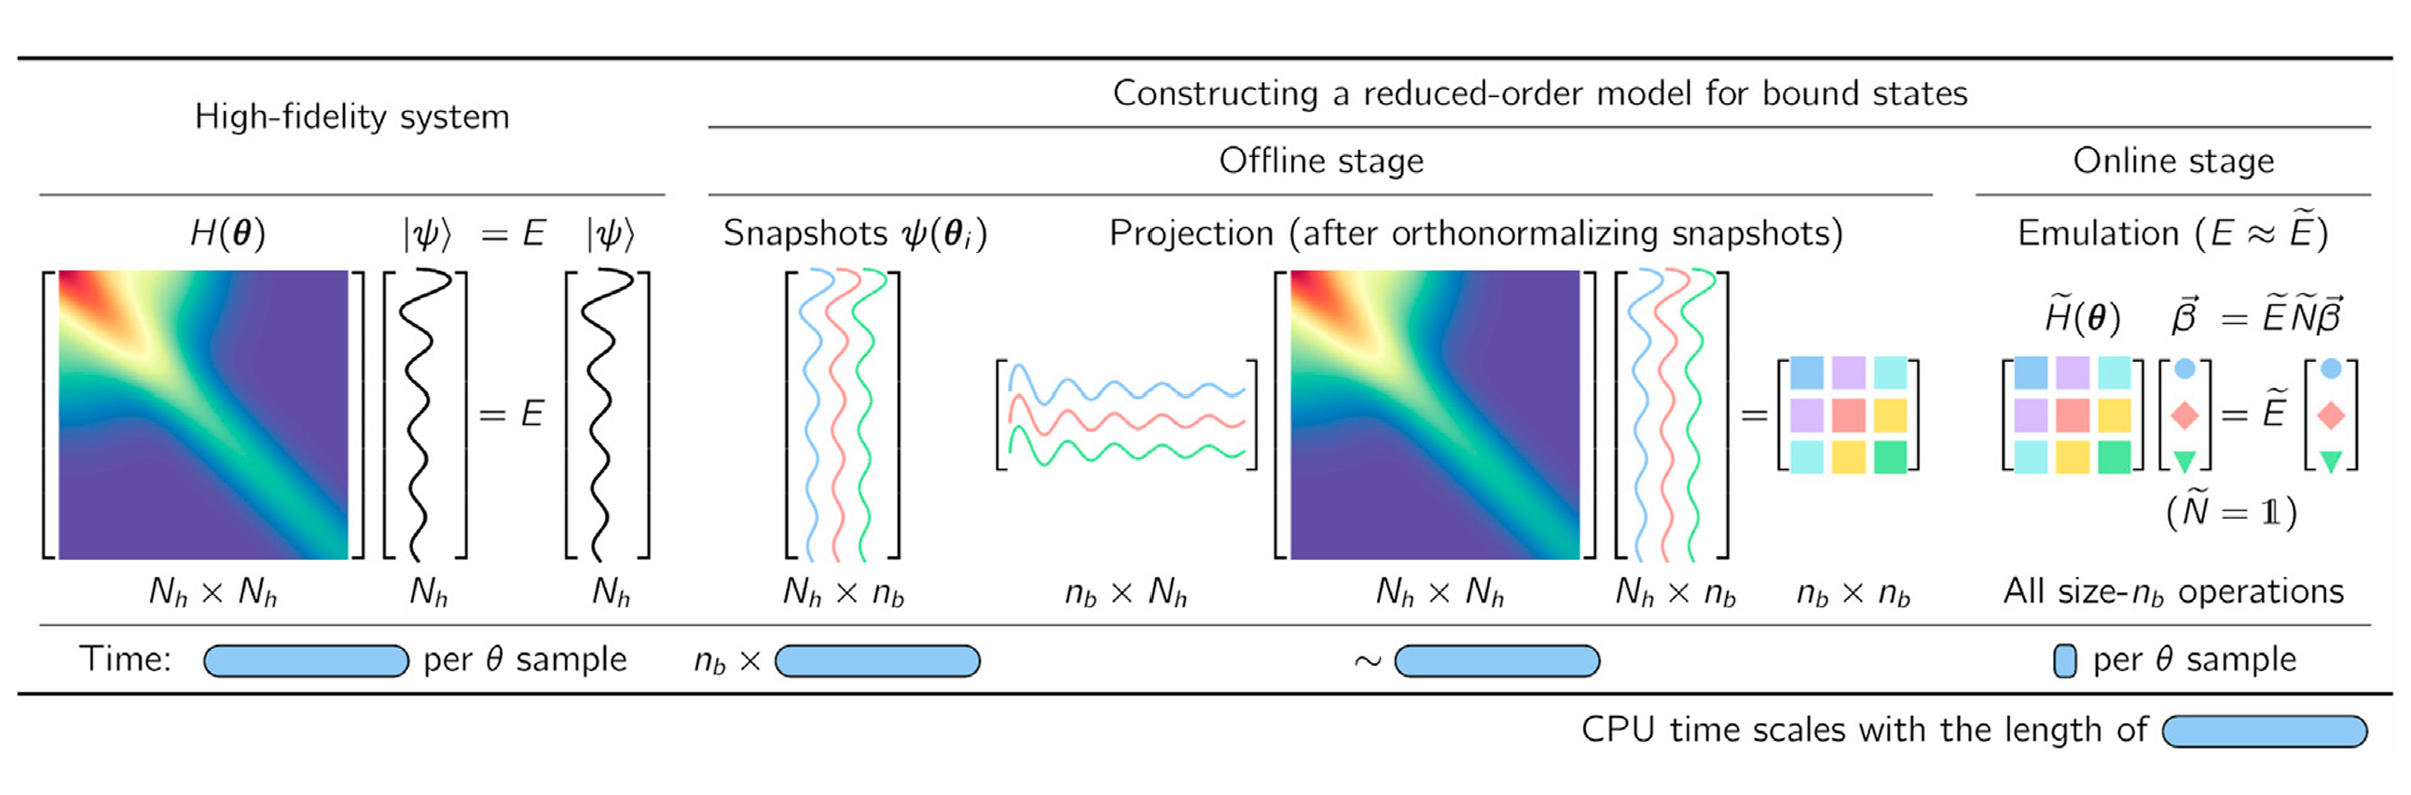 Constructing a reduced-order model for bound states
High-fidelity system
Offline stage
Online stage
H(θ) |ψ⟩ = E |ψ⟩
Snapshots ψ(θᵢ)
Projection (after orthonormalizing snapshots)
Emulation (E ≈ Ẽ)
H̃(θ) β⃗ = ẼÑβ⃗
= E
=
= Ẽ
(Ñ = 𝟙)
Nₕ × Nₕ Nₕ Nₕ
Nₕ × n_b
n_b × Nₕ Nₕ × Nₕ Nₕ × n_b n_b × n_b
All size-n_b operations
Time: per θ sample
n_b ×
∼
per θ sample
CPU time scales with the length of